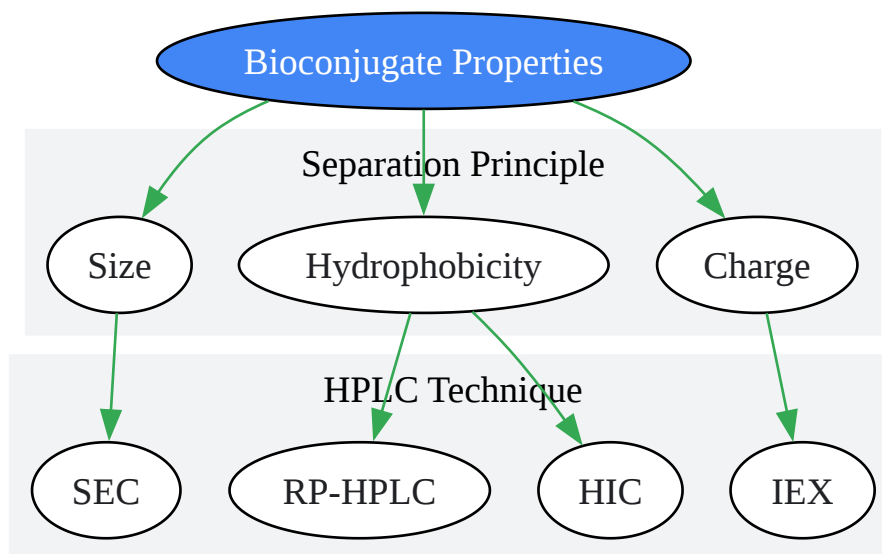 Bioconjugate Properties
Separation Principle
Size
Hydrophobicity
Charge
HPLC Technique
SEC
RP-HPLC
HIC
IEX